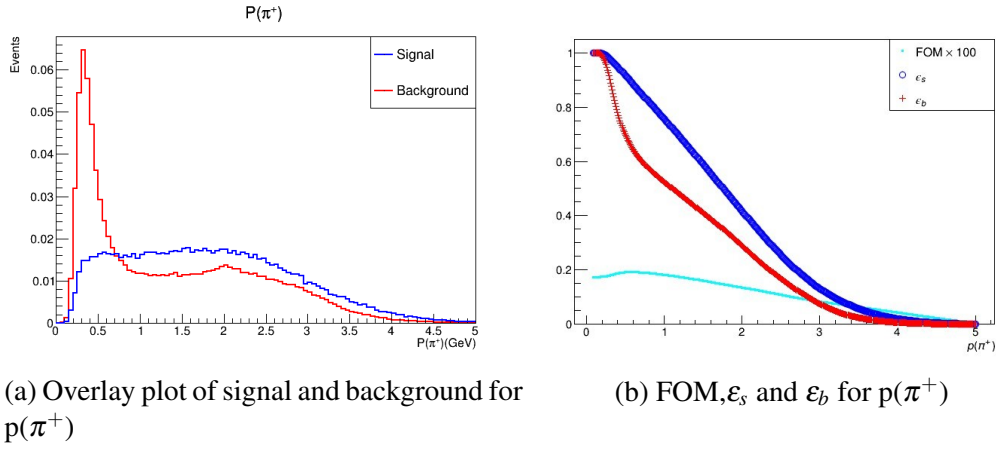 P(π⁺)
Events
0.06
0.05
0.04
0.03
0.02
0.01
0
Signal
Background
0.5
1
1.5
2
2.5
3
3.5
4
4.5
5
P(π⁺)(GeV)
1
0.8
0.6
0.4
0.2
0
FOM × 100
εₛ
ε_b
0
1
2
3
4
5
p(π⁺)
(a) Overlay plot of signal and background for
p(π⁺)
(b) FOM,εₛ and ε_b for p(π⁺)